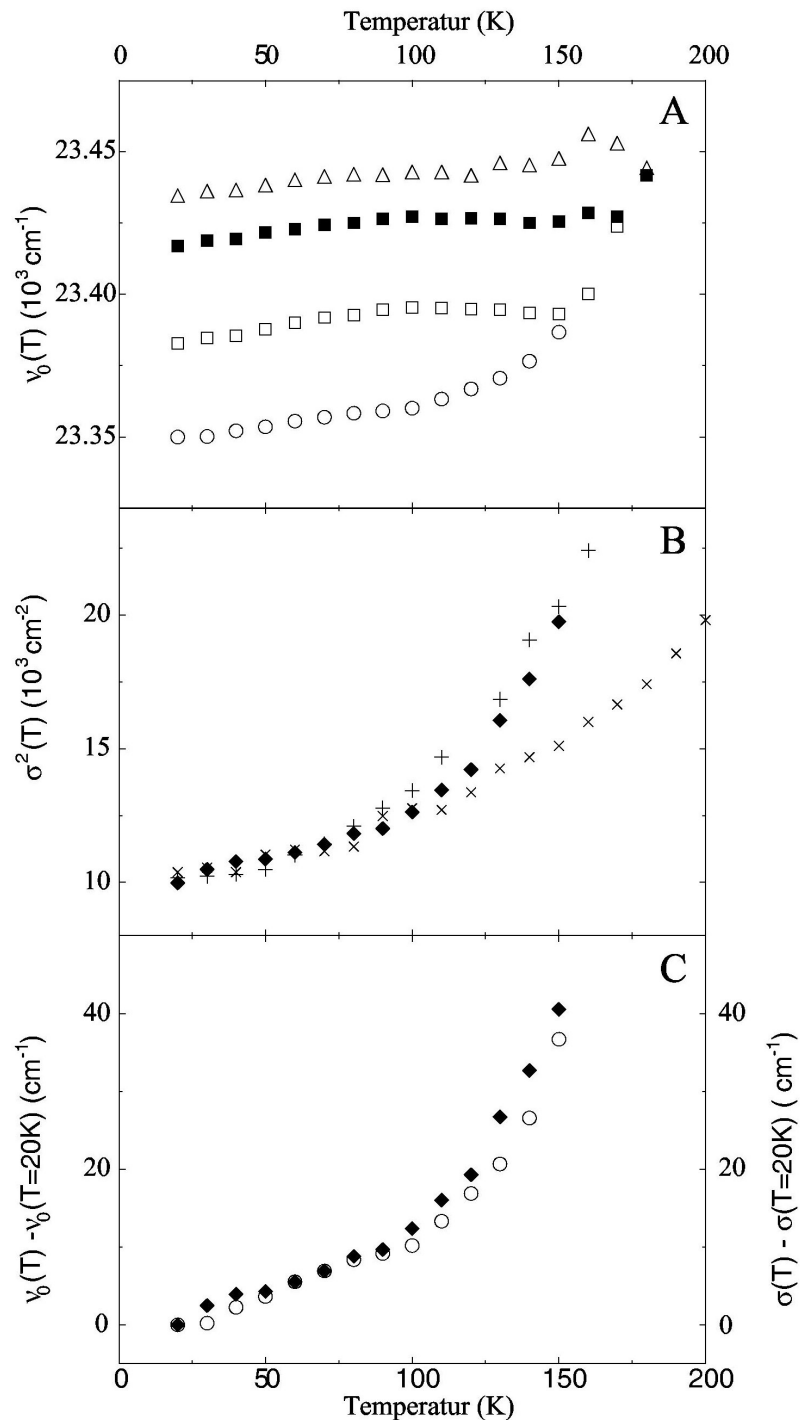 Temperatur (K)
0 50 100 150 200
A
23.45
23.40
23.35
ν₀(T) (10³ cm⁻¹)
B
20
15
10
σ²(T) (10³ cm⁻²)
C
40 40
20 20
0 0
ν₀(T) -ν₀(T=20K) (cm⁻¹)
σ(T) - σ(T=20K) ( cm⁻¹)
0 50 100 150 200
Temperatur (K)